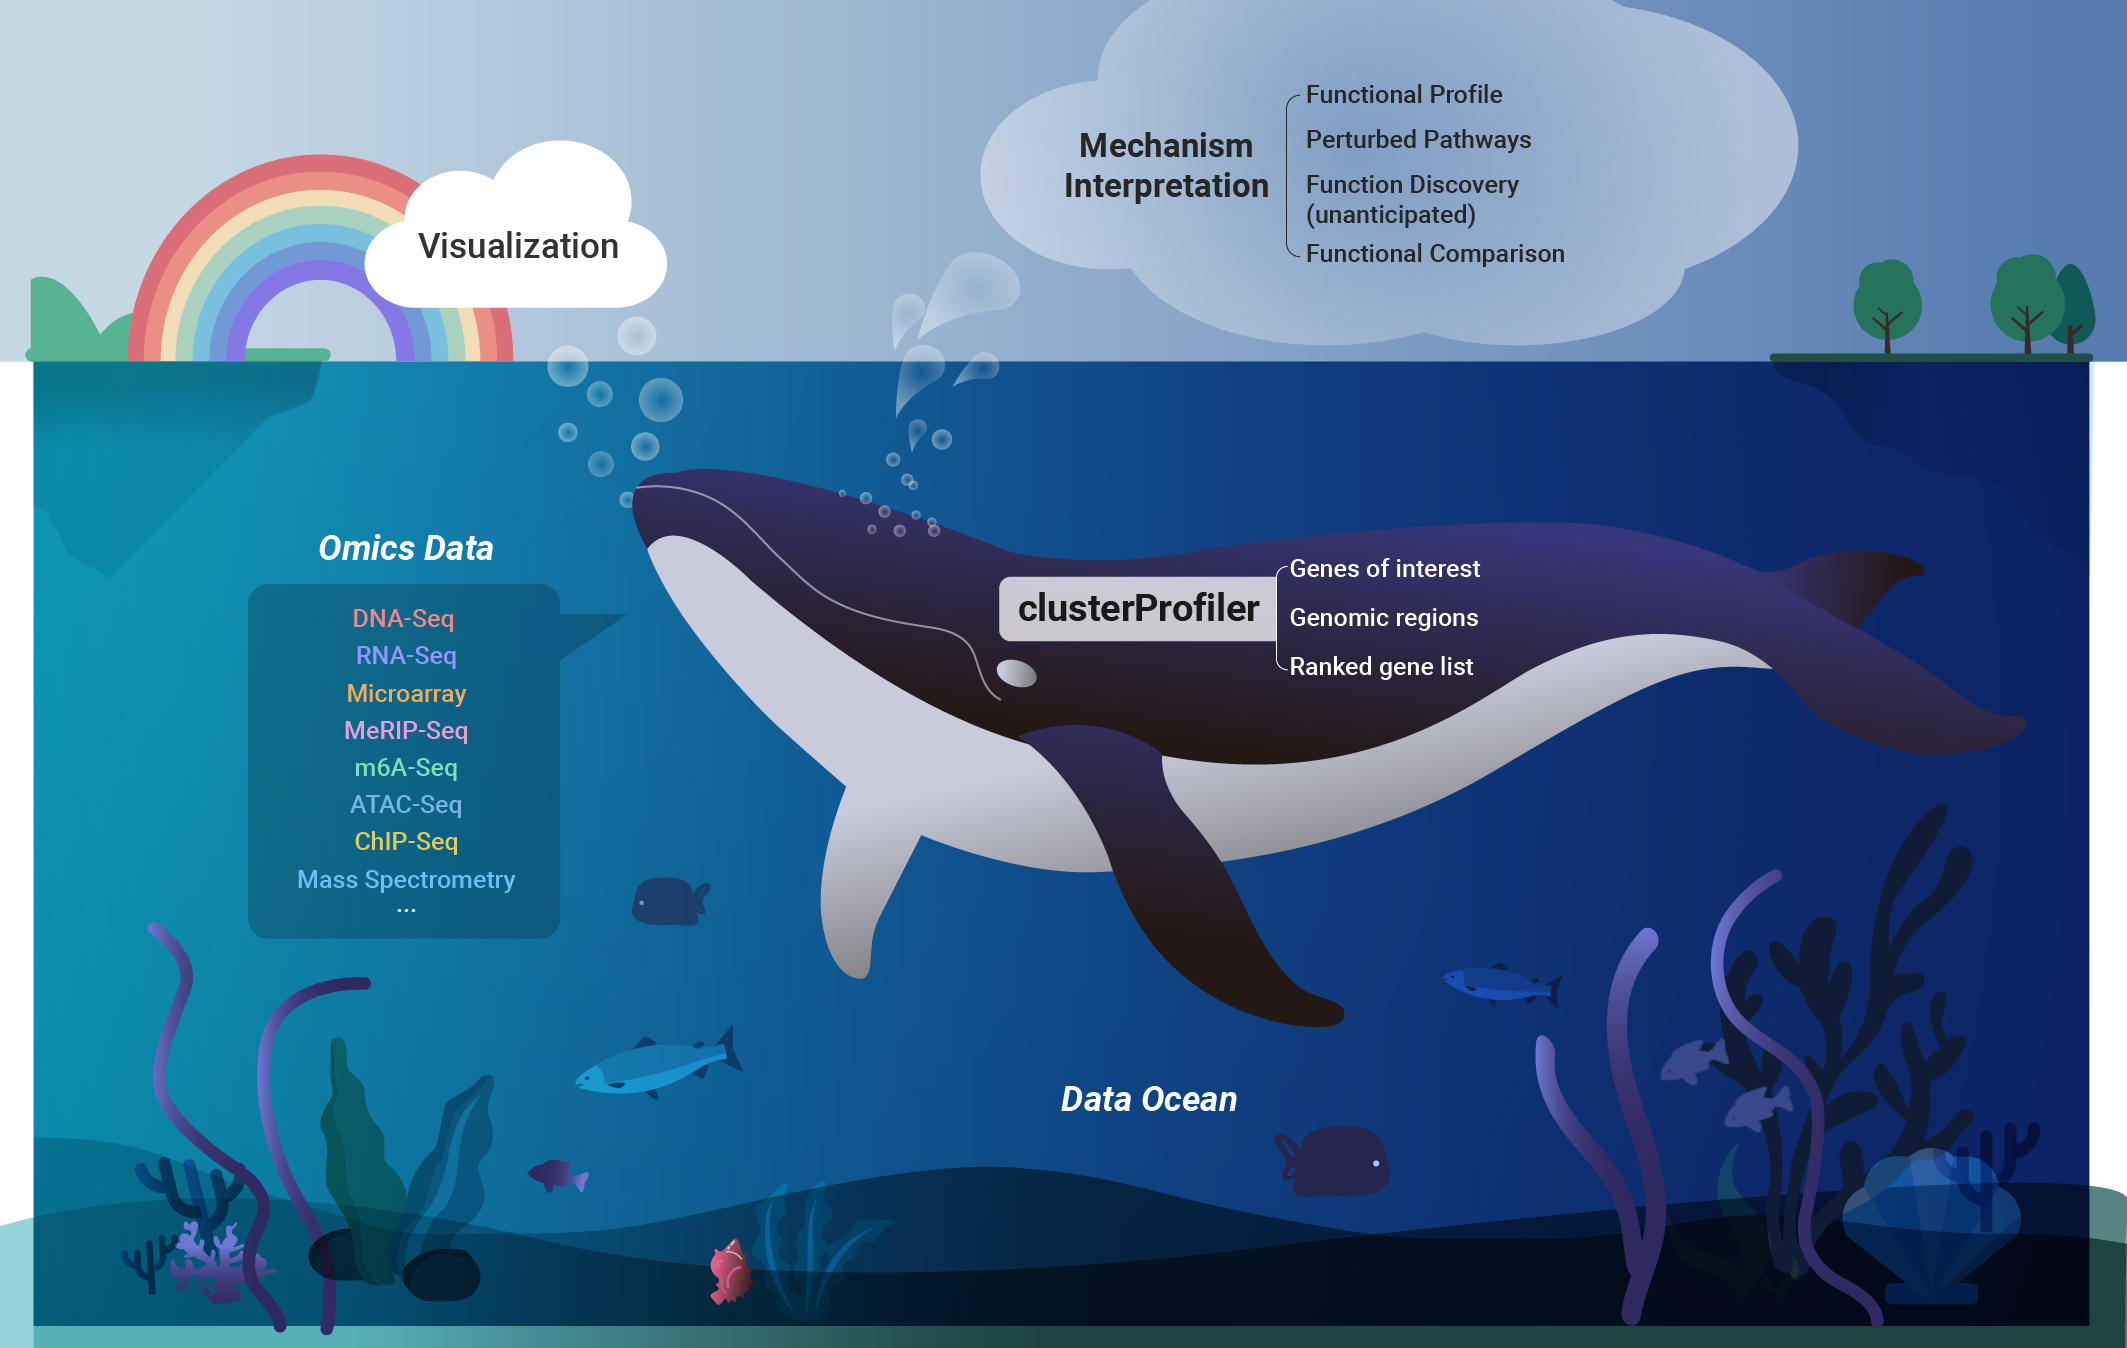 Visualization
Mechanism
Interpretation
Functional Profile
Perturbed Pathways
Function Discovery
(unanticipated)
Functional Comparison
Omics Data
DNA-Seq
RNA-Seq
Microarray
MeRIP-Seq
m6A-Seq
ATAC-Seq
ChIP-Seq
Mass Spectrometry
...
clusterProfiler
Genes of interest
Genomic regions
Ranked gene list
Data Ocean